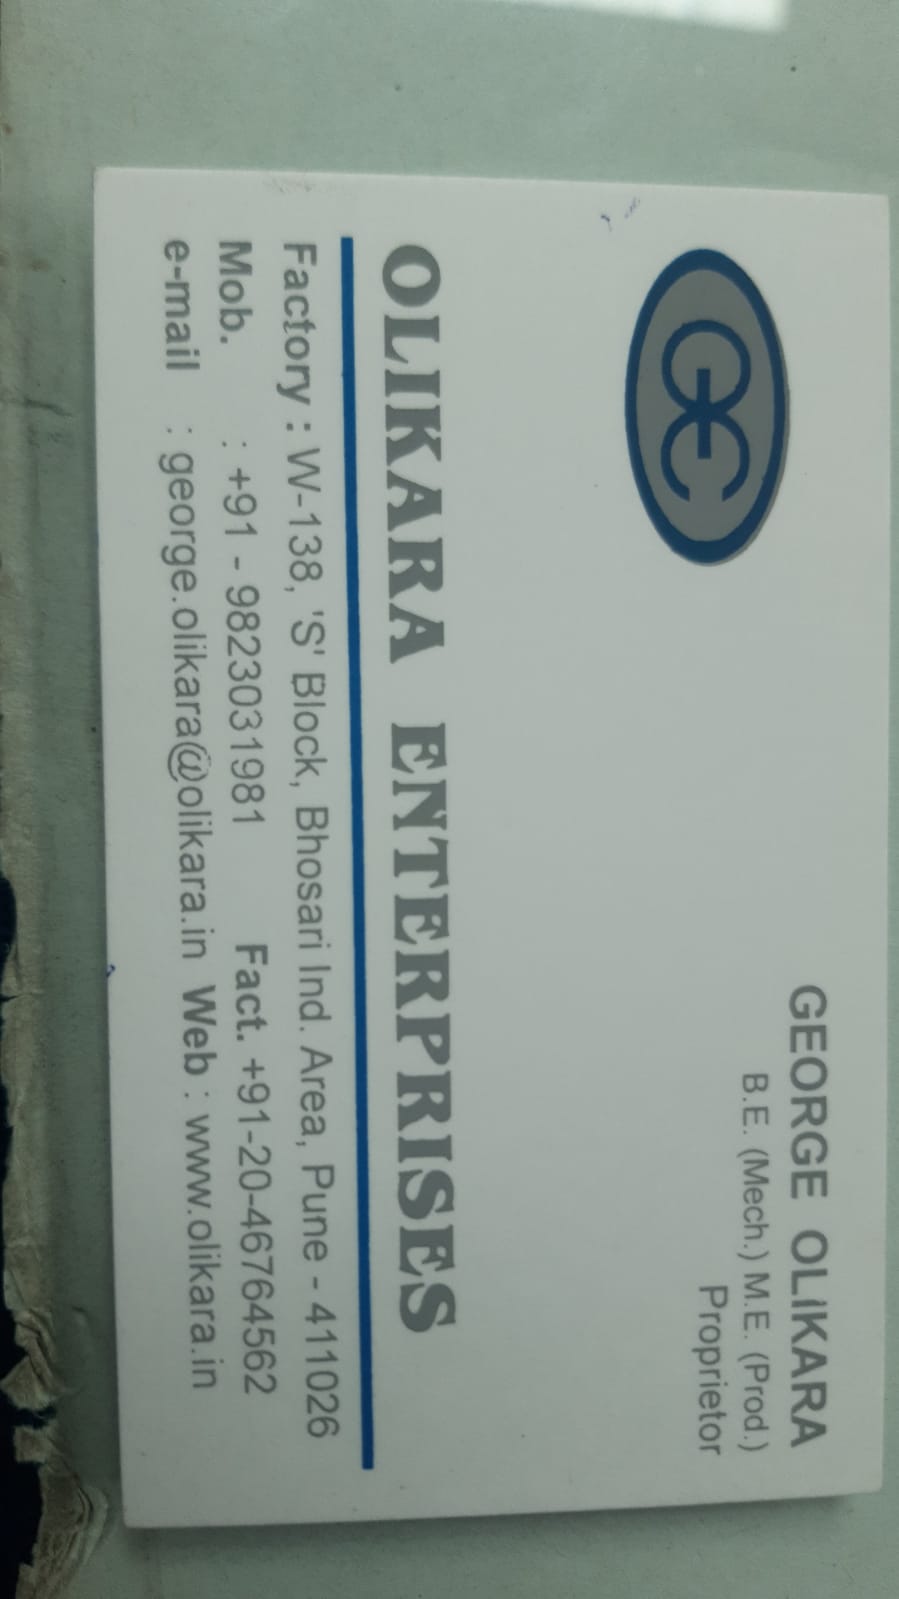 GEORGE OLIKARA
B.E. (Mech.) M.E. (Prod.)
Proprietor
OLIKARA ENTERPRISES
Factory : W-138, 'S' Block, Bhosari Ind. Area, Pune - 411026
Mob. : +91 - 9823031981 Fact. +91-20-46764562
e-mail : george.olikara@olikara.in Web : www.olikara.in